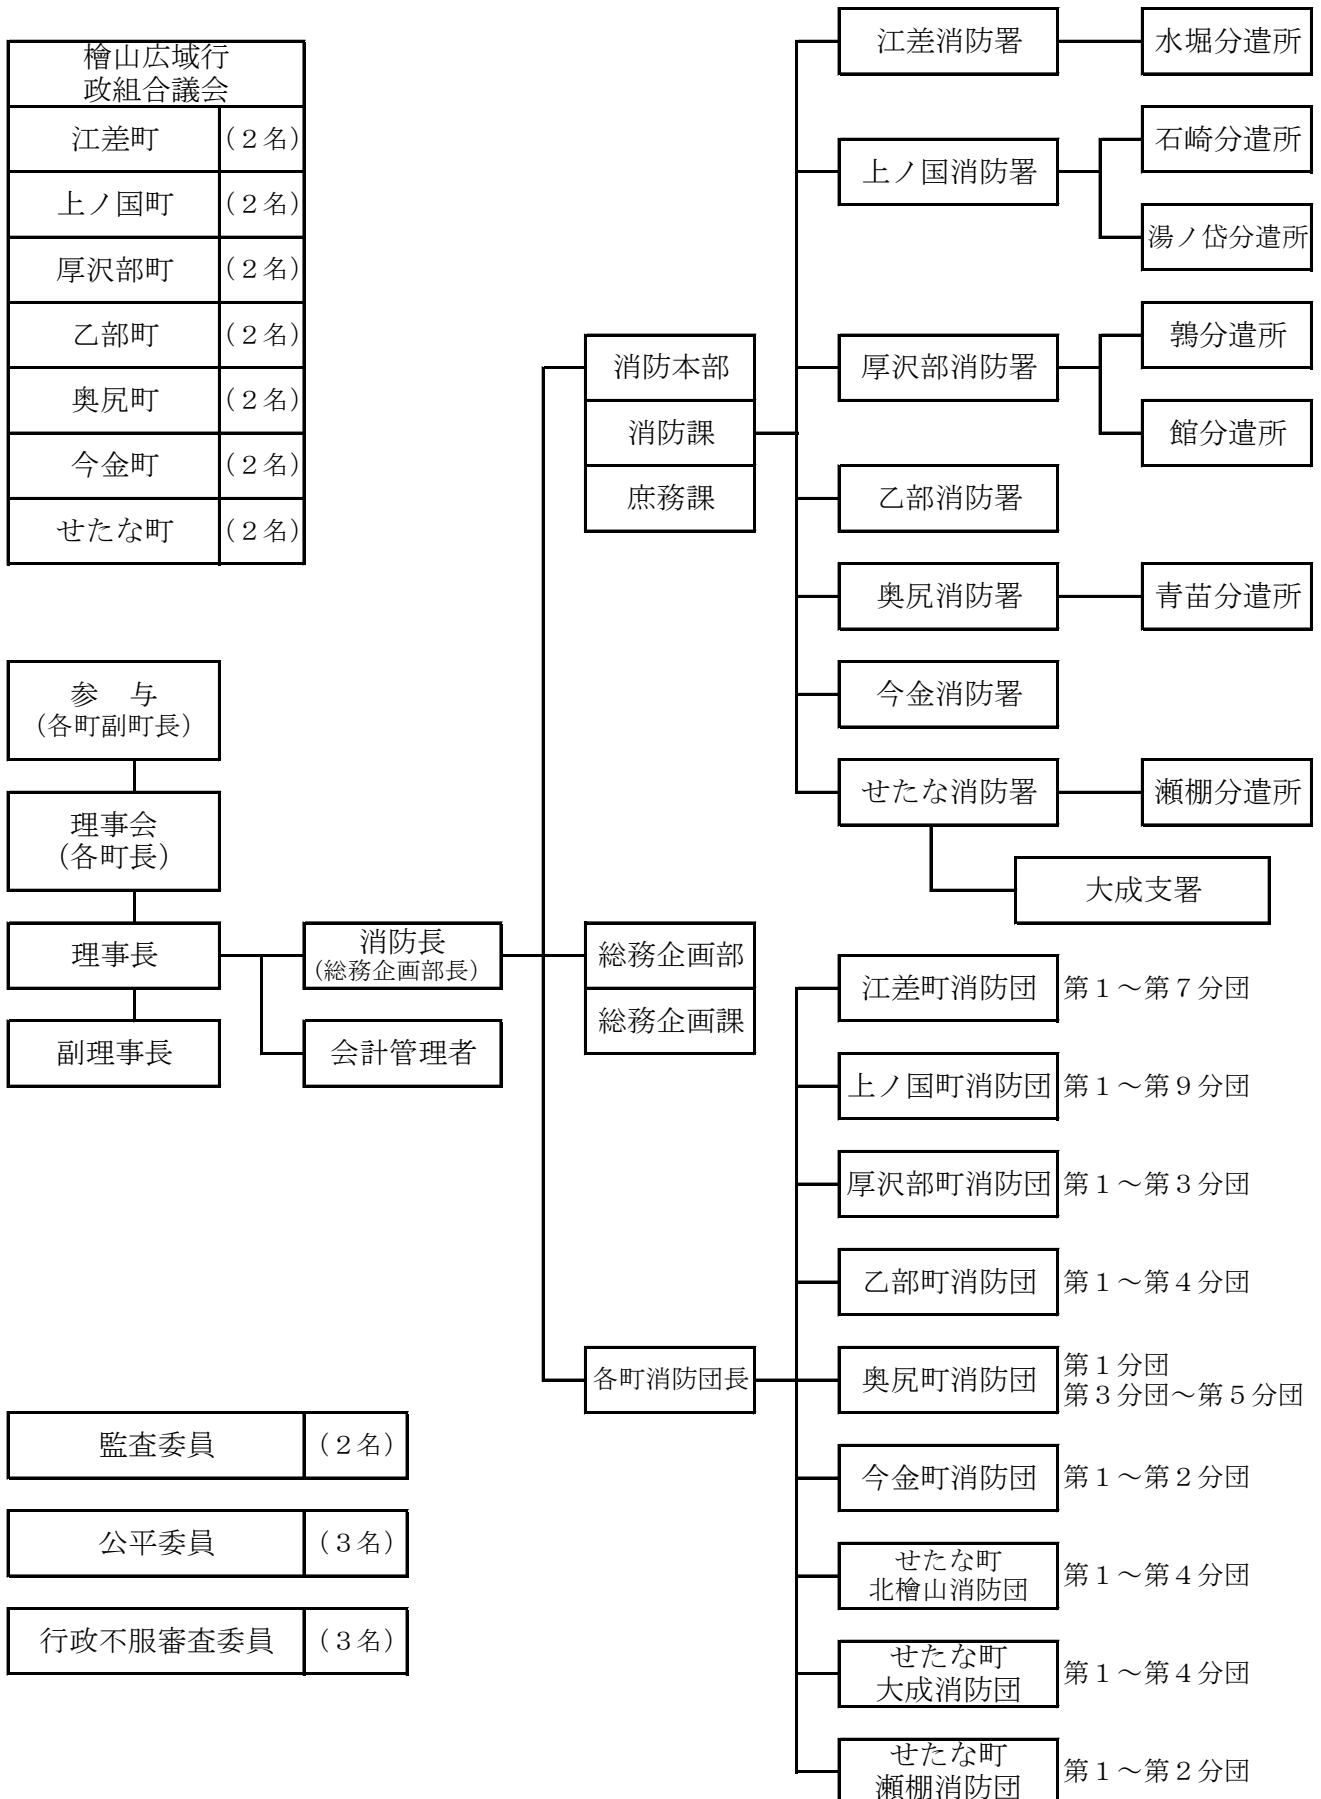 檜山広域行
政組合議会
江差町 (２名)
上ノ国町 (２名)
厚沢部町 (２名)
乙部町 (２名)
奥尻町 (２名)
今金町 (２名)
せたな町 (２名)
参　与
(各町副町長)
理事会
(各町長)
理事長
副理事長
消防長
(総務企画部長)
会計管理者
監査委員 (２名)
公平委員 (３名)
行政不服審査委員 (３名)
消防本部
消防課
庶務課
総務企画部
総務企画課
各町消防団長
江差消防署
水堀分遣所
上ノ国消防署
石崎分遣所
湯ノ岱分遣所
厚沢部消防署
鶉分遣所
館分遣所
乙部消防署
奥尻消防署
青苗分遣所
今金消防署
せたな消防署
瀬棚分遣所
大成支署
江差町消防団 第１～第７分団
上ノ国町消防団 第１～第９分団
厚沢部町消防団 第１～第３分団
乙部町消防団 第１～第４分団
奥尻町消防団
第１分団
第３分団～第５分団
今金町消防団 第１～第２分団
せたな町
北檜山消防団
第１～第４分団
せたな町
大成消防団
第１～第４分団
せたな町
瀬棚消防団
第１～第２分団